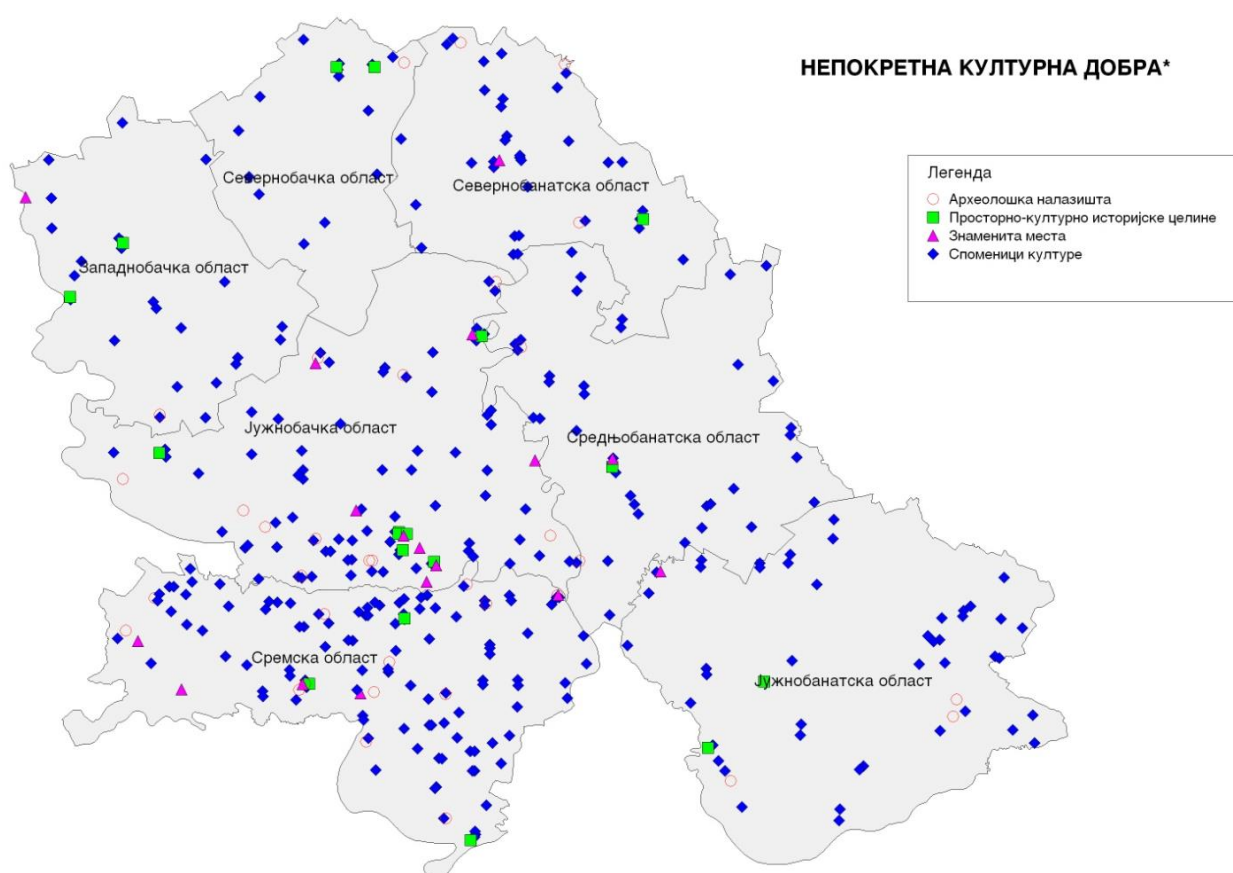 НЕПОКРЕТНА КУЛТУРНА ДОБРА*
Легенда
Археолошка налазишта
Просторно-културно историјске целине
Знаменита места
Споменици културе
Севернобачка област
Севернобанатска област
Западнобачка област
Јужнобачка област
Средњобанатска област
Сремска област
Јужнобанатска област